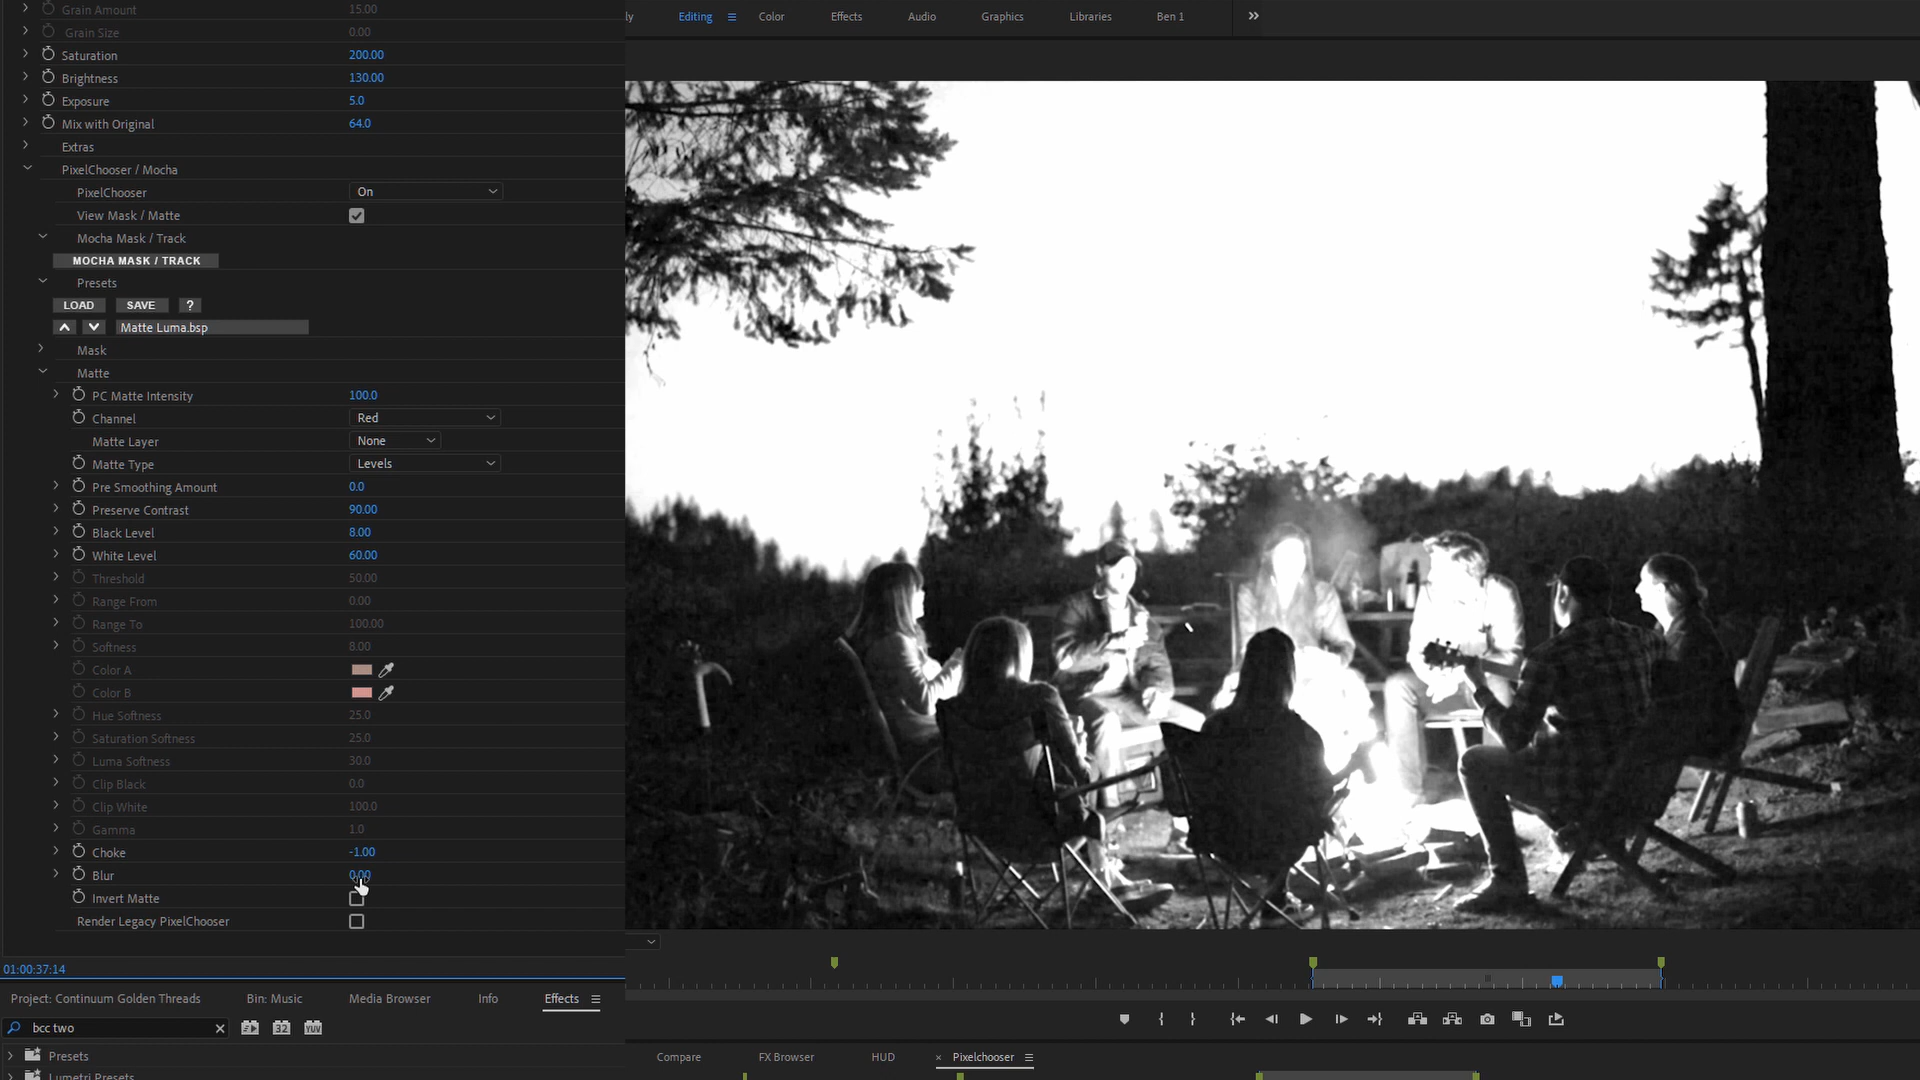 Grain Amount 15.00
Grain Size 0.00
Saturation 200.00
Brightness 130.00
Exposure 5.0
Mix with Original 64.0
Extras
PixelChooser / Mocha
PixelChooser On
View Mask / Matte
Mocha Mask / Track
MOCHA MASK / TRACK
Presets
LOAD SAVE ?
Matte Luma.bsp
Mask
Matte
PC Matte Intensity 100.0
Channel Red
Matte Layer None
Matte Type Levels
Pre Smoothing Amount 0.0
Preserve Contrast 90.00
Black Level 8.00
White Level 60.00
Threshold 50.00
Range From 0.00
Range To 100.00
Softness 8.00
Color A
Color B
Hue Softness 25.0
Saturation Softness 25.0
Luma Softness 30.0
Clip Black 0.0
Clip White 100.0
Gamma 1.0
Choke -1.00
Blur 0.00
Invert Matte
Render Legacy PixelChooser
01:00:37:14
Project: Continuum Golden Threads Bin: Music Media Browser Info Effects
bcc two 32 YUV
Presets
Lumetri Presets
ly Editing Color Effects Audio Graphics Libraries Ben 1
Compare FX Browser HUD × Pixelchooser